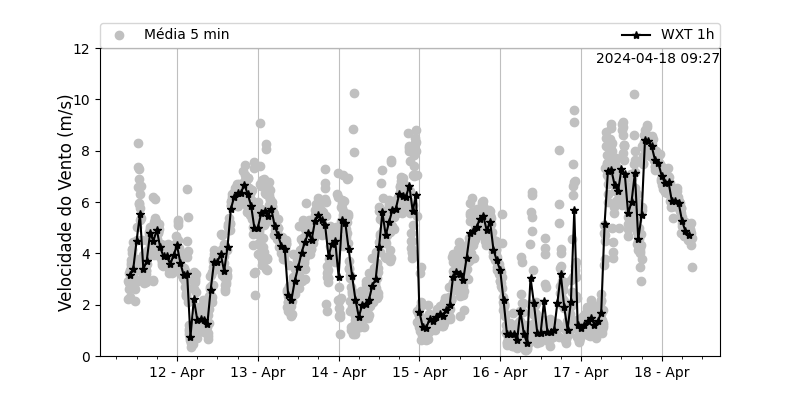 Média 5 min
WXT 1h
2024-04-18 09:27
Velocidade do Vento (m/s)
12
10
8
6
4
2
0
12 - Apr
13 - Apr
14 - Apr
15 - Apr
16 - Apr
17 - Apr
18 - Apr